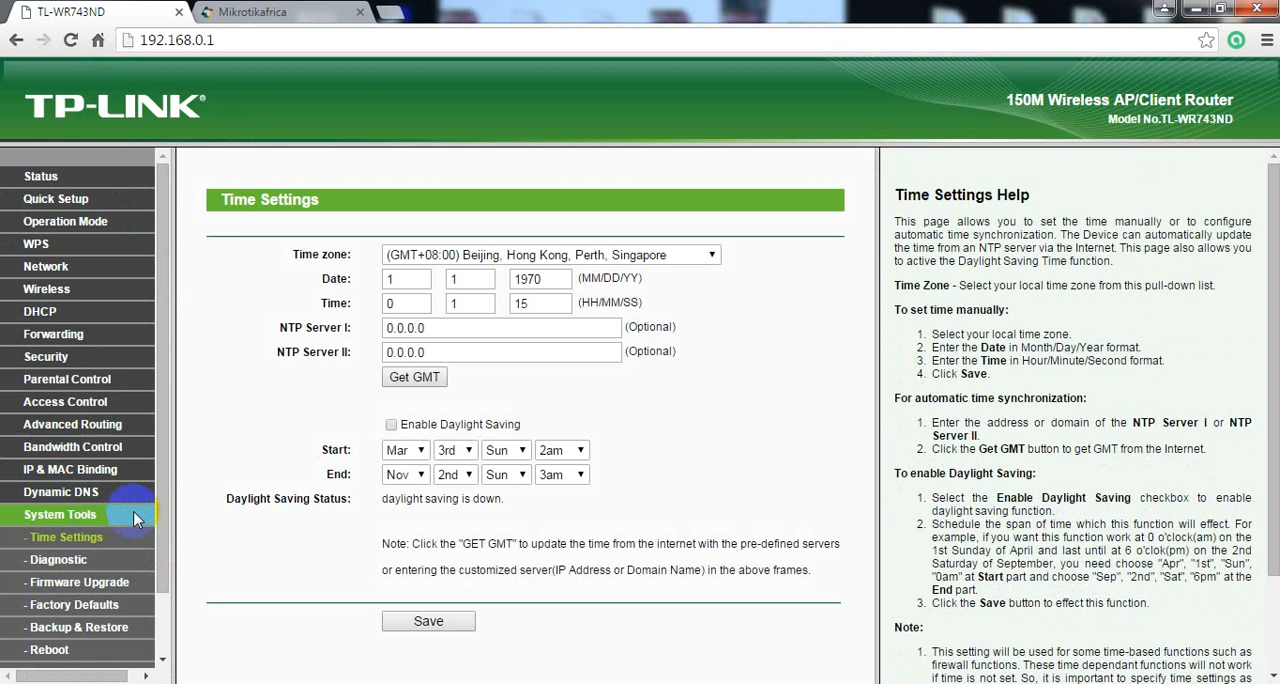 TL-WR743ND
Mikrotikafrica
192.168.0.1
TP-LINK®
150M Wireless AP/Client Router
Model No.TL-WR743ND
Status
Quick Setup
Operation Mode
WPS
Network
Wireless
DHCP
Forwarding
Security
Parental Control
Access Control
Advanced Routing
Bandwidth Control
IP & MAC Binding
Dynamic DNS
System Tools
- Time Settings
- Diagnostic
- Firmware Upgrade
- Factory Defaults
- Backup & Restore
- Reboot
Time Settings
Time zone: (GMT+08:00) Beijing, Hong Kong, Perth, Singapore
Date: 1 1 1970 (MM/DD/YY)
Time: 0 1 15 (HH/MM/SS)
NTP Server I: 0.0.0.0 (Optional)
NTP Server II: 0.0.0.0 (Optional)
Get GMT
Enable Daylight Saving
Start: Mar 3rd Sun 2am
End: Nov 2nd Sun 3am
Daylight Saving Status: daylight saving is down.
Note: Click the "GET GMT" to update the time from the internet with the pre-defined servers
or entering the customized server(IP Address or Domain Name) in the above frames.
Save
Time Settings Help
This page allows you to set the time manually or to configure
automatic time synchronization. The Device can automatically update
the time from an NTP server via the Internet. This page also allows you
to active the Daylight Saving Time function.
Time Zone - Select your local time zone from this pull-down list.
To set time manually:
1. Select your local time zone.
2. Enter the Date in Month/Day/Year format.
3. Enter the Time in Hour/Minute/Second format.
4. Click Save.
For automatic time synchronization:
1. Enter the address or domain of the NTP Server I or NTP
Server II.
2. Click the Get GMT button to get GMT from the Internet.
To enable Daylight Saving:
1. Select the Enable Daylight Saving checkbox to enable
daylight saving function.
2. Schedule the span of time which this function will effect. For
example, if you want this function work at 0 o'clock(am) on the
1st Sunday of April and last until at 6 o'clok(pm) on the 2nd
Saturday of September, you need choose "Apr", "1st", "Sun",
"0am" at Start part and choose "Sep", "2nd", "Sat", "6pm" at the
End part.
3. Click the Save button to effect this function.
Note:
1. This setting will be used for some time-based functions such as
firewall functions. These time dependant functions will not work
if time is not set. So, it is important to specify time settings as